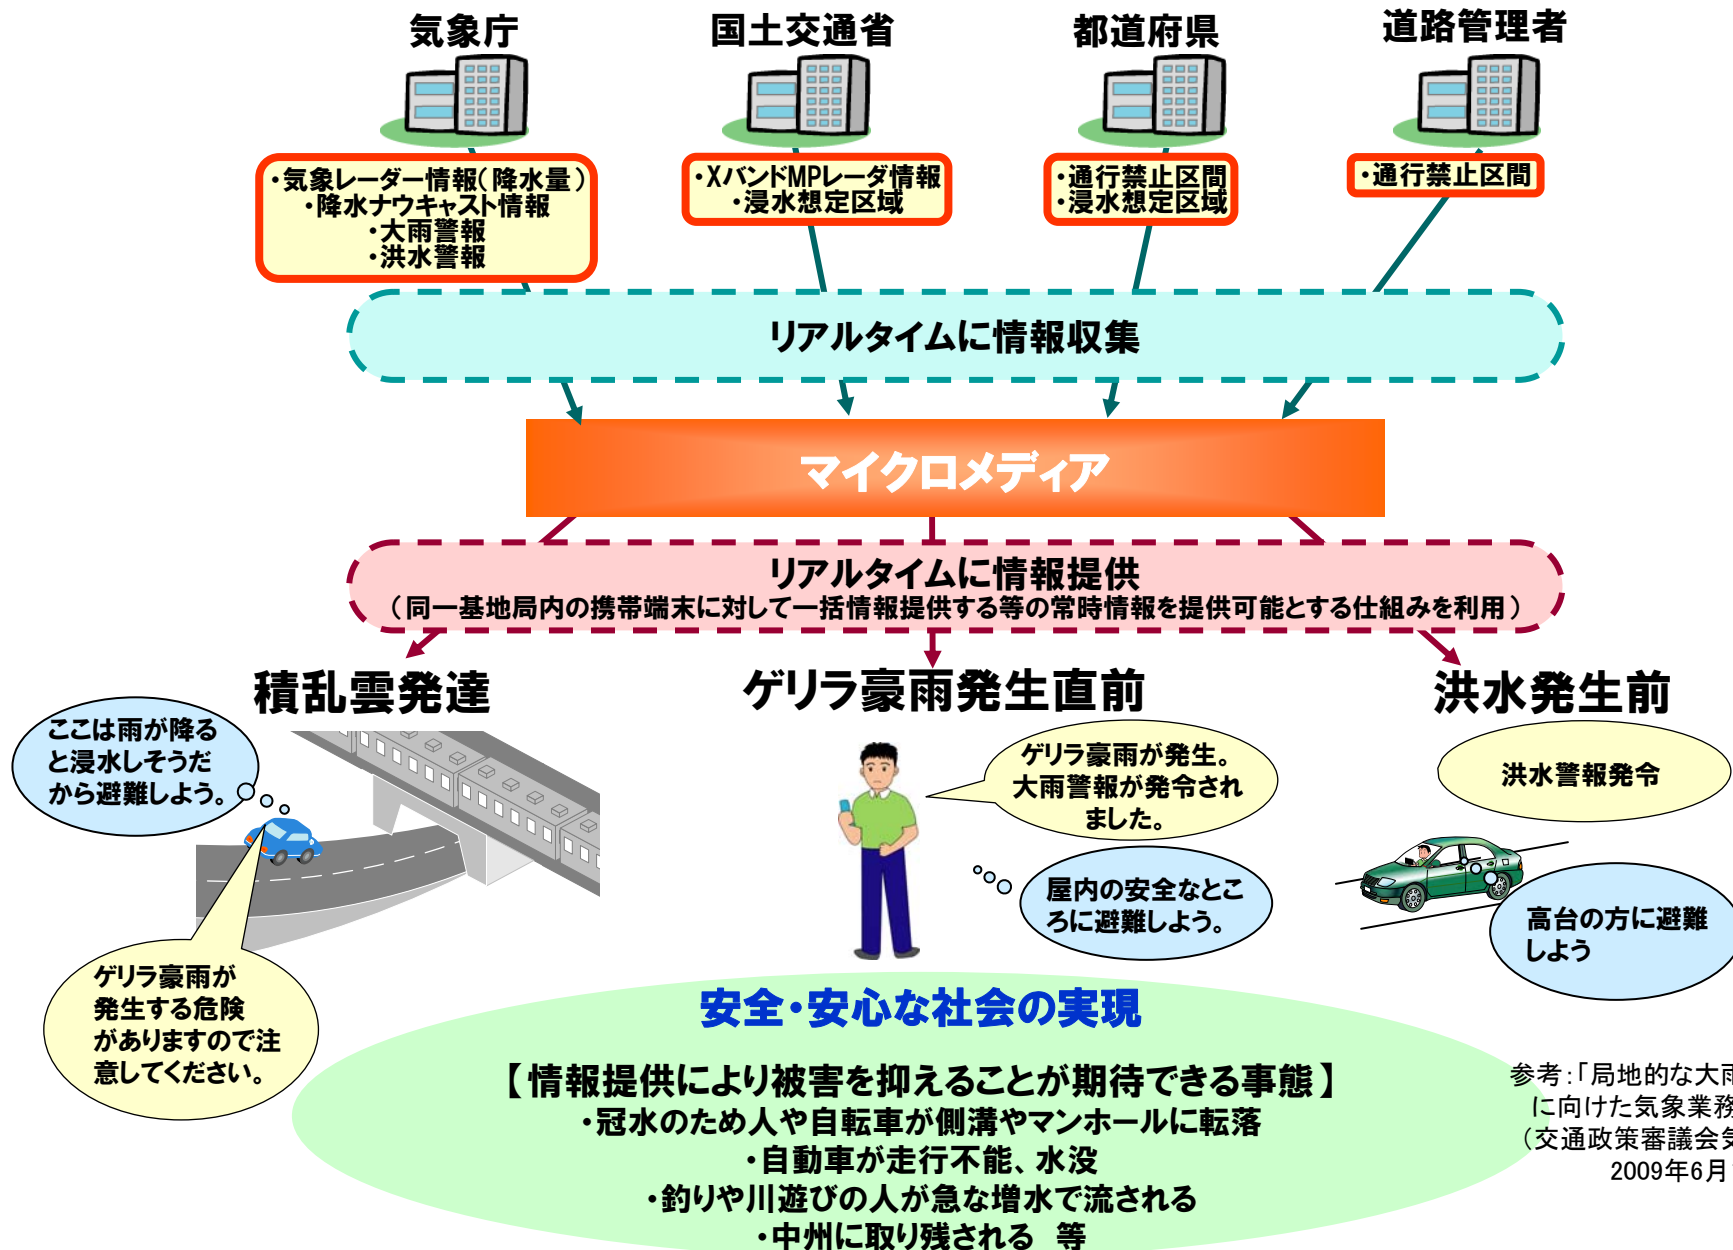 気象庁
国土交通省
都道府県
道路管理者
・気象レーダー情報(降水量)
・降水ナウキャスト情報
・大雨警報
・洪水警報
・XバンドMPレーダ情報
・浸水想定区域
・通行禁止区間
・浸水想定区域
・通行禁止区間
リアルタイムに情報収集
マイクロメディア
リアルタイムに情報提供
(同一基地局内の携帯端末に対して一括情報提供する等の常時情報を提供可能とする仕組みを利用)
積乱雲発達
ゲリラ豪雨発生直前
洪水発生前
ここは雨が降る
と浸水しそうだ
から避難しよう。
ゲリラ豪雨が
発生する危険
がありますので注
意してください。
ゲリラ豪雨が発生。
大雨警報が発令され
ました。
屋内の安全なとこ
ろに避難しよう。
洪水警報発令
高台の方に避難
しよう
安全・安心な社会の実現
【情報提供により被害を抑えることが期待できる事態】
・冠水のため人や自転車が側溝やマンホールに転落
・自動車が走行不能、水没
・釣りや川遊びの人が急な増水で流される
・中州に取り残される 等
参考:「局地的な大雨
に向けた気象業務
(交通政策審議会気
2009年6月